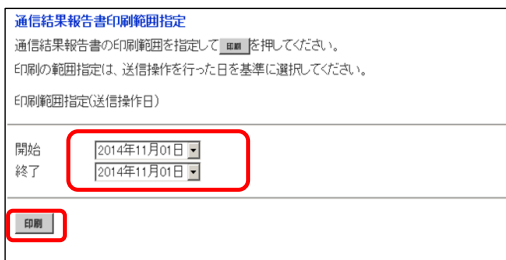 通信結果報告書印刷範囲指定
通信結果報告書の印刷範囲を指定して 印刷 を押してください。
印刷の範囲指定は、送信操作を行った日を基準に選択してください。
印刷範囲指定(送信操作日)
開始 2014年11月01日
終了 2014年11月01日
印刷